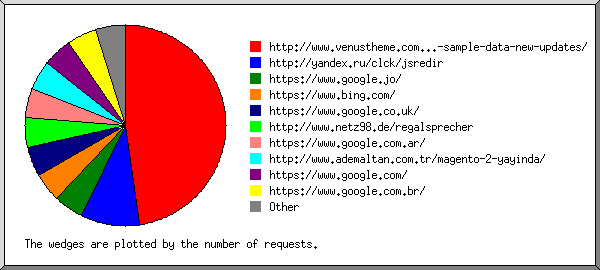 http://www.venustheme.com...-sample-data-new-updates/
http://yandex.ru/clck/jsredir
https://www.google.jo/
https://www.bing.com/
https://www.google.co.uk/
http://www.netz98.de/regalsprecher
https://www.google.com.ar/
http://www.ademaltan.com.tr/magento-2-yayinda/
https://www.google.com/
https://www.google.com.br/
Other
The wedges are plotted by the number of requests.